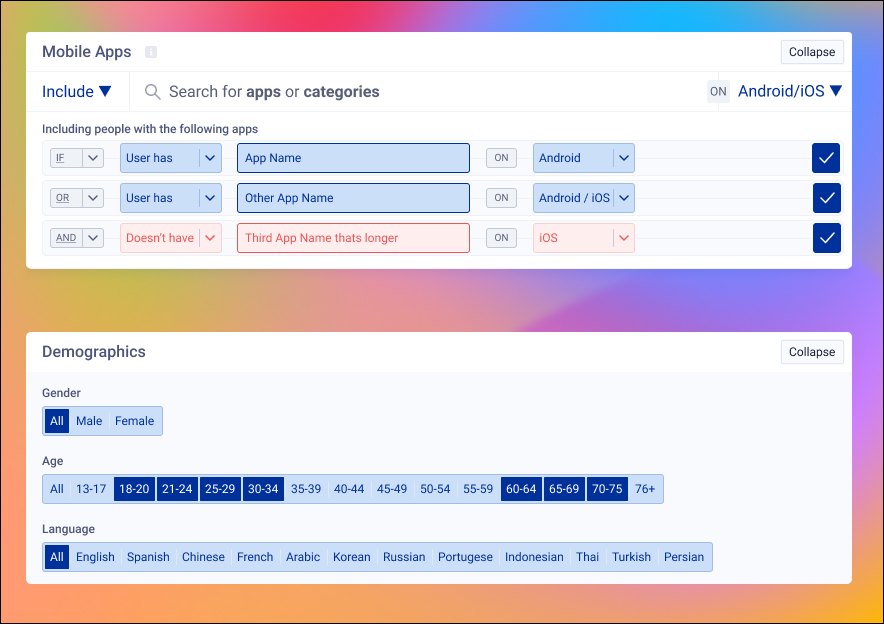 Mobile Apps i Collapse
Include Search for apps or categories ON Android/iOS
Including people with the following apps
IF User has App Name ON Android
OR User has Other App Name ON Android / iOS
AND Doesn't have Third App Name thats longer ON iOS
Demographics Collapse
Gender
All Male Female
Age
All 13-17 18-20 21-24 25-29 30-34 35-39 40-44 45-49 50-54 55-59 60-64 65-69 70-75 76+
Language
All English Spanish Chinese French Arabic Korean Russian Portugese Indonesian Thai Turkish Persian